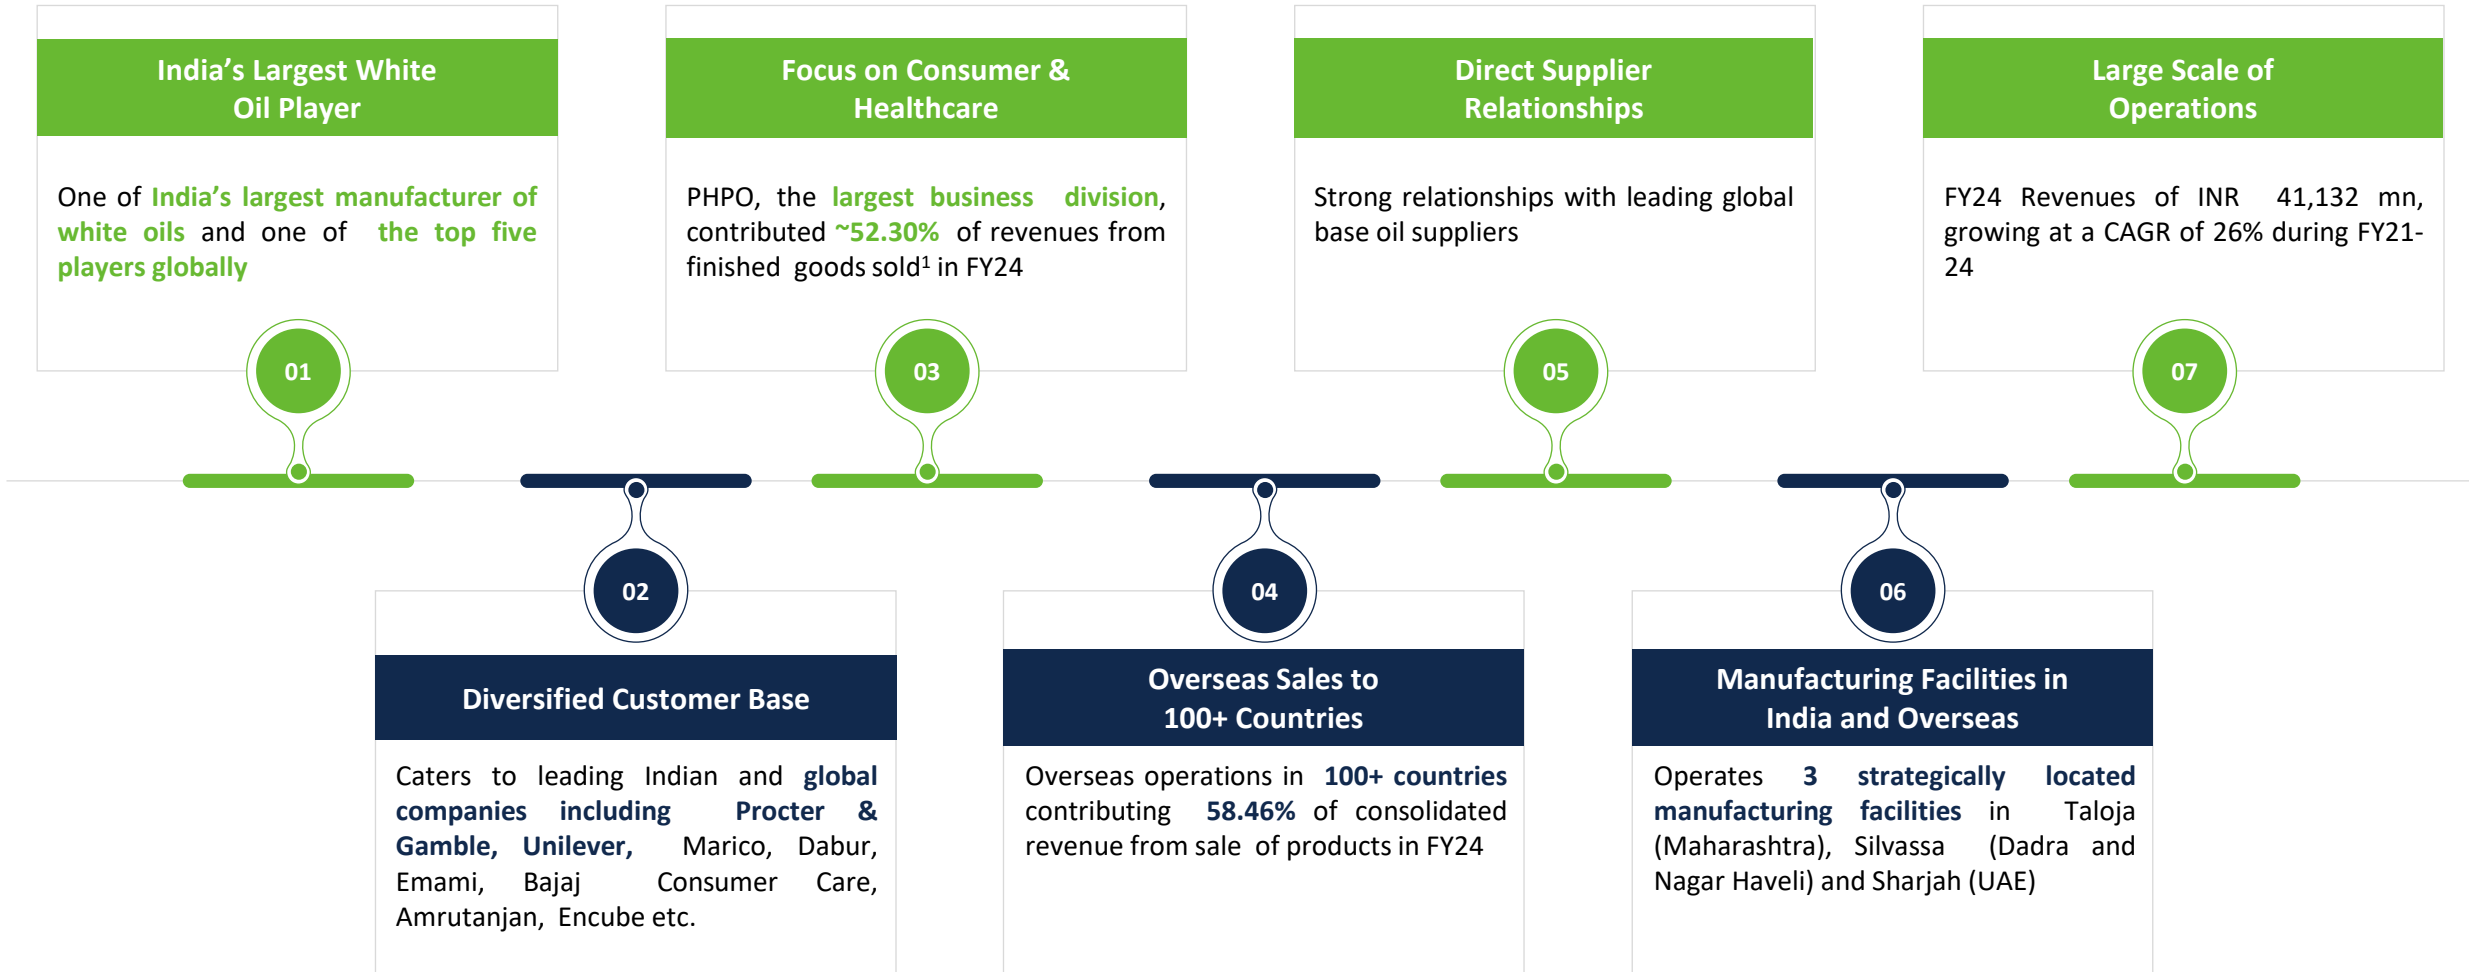 India's Largest White
Oil Player
One of India's largest manufacturer of
white oils and one of the top five
players globally
01
Diversified Customer Base
Caters to leading Indian and global
companies including Procter &
Gamble, Unilever, Marico, Dabur,
Emami, Bajaj Consumer Care,
Amrutanjan, Encube etc.
02
Focus on Consumer &
Healthcare
PHPO, the largest business division,
contributed ~52.30% of revenues from
finished goods sold¹ in FY24
03
Overseas Sales to
100+ Countries
Overseas operations in 100+ countries
contributing 58.46% of consolidated
revenue from sale of products in FY24
04
Direct Supplier
Relationships
Strong relationships with leading global
base oil suppliers
05
Manufacturing Facilities in
India and Overseas
Operates 3 strategically located
manufacturing facilities in Taloja
(Maharashtra), Silvassa (Dadra and
Nagar Haveli) and Sharjah (UAE)
06
Large Scale of
Operations
FY24 Revenues of INR 41,132 mn,
growing at a CAGR of 26% during FY21-
24
07